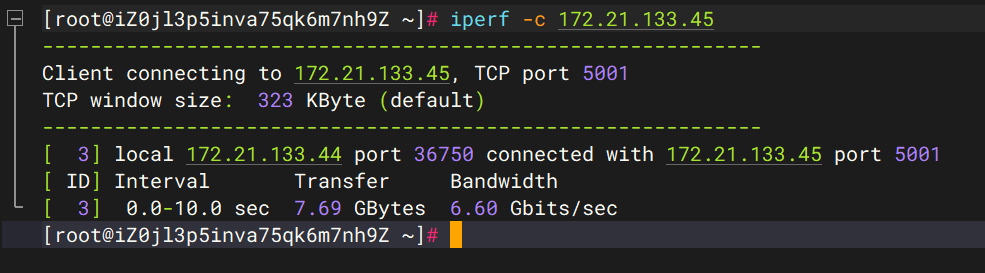 [root@iZ0jl3p5inva75qk6m7nh9Z ~]# iperf -c 172.21.133.45
------------------------------------------------------------
Client connecting to 172.21.133.45, TCP port 5001
TCP window size:  323 KByte (default)
------------------------------------------------------------
[  3] local 172.21.133.44 port 36750 connected with 172.21.133.45 port 5001
[ ID] Interval       Transfer     Bandwidth
[  3]  0.0-10.0 sec  7.69 GBytes  6.60 Gbits/sec
[root@iZ0jl3p5inva75qk6m7nh9Z ~]#